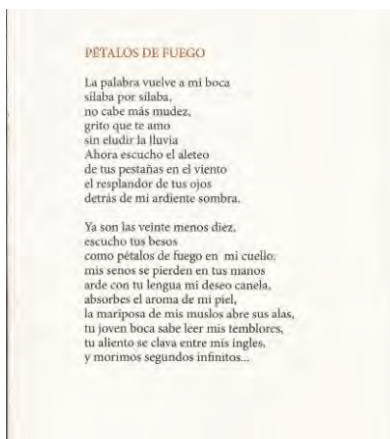 PÉTALOS DE FUEGO
La palabra vuelve a mi boca
sílaba por sílaba,
no cabe más mudez,
grito que te amo
sin eludir la lluvia
Ahora escucho el aleteo
de tus pestañas en el viento
el resplandor de tus ojos
detrás de mi ardiente sombra.
Ya son las veinte menos diez,
escucho tus besos
como pétalos de fuego en mi cuello;
mis senos se pierden en tus manos
arde con tu lengua mi deseo canela,
absorbes el aroma de mi piel,
la mariposa de mis muslos abre sus alas,
tu joven boca sabe leer mis temblores,
tu aliento se clava entre mis ingles,
y morimos segundos infinitos...